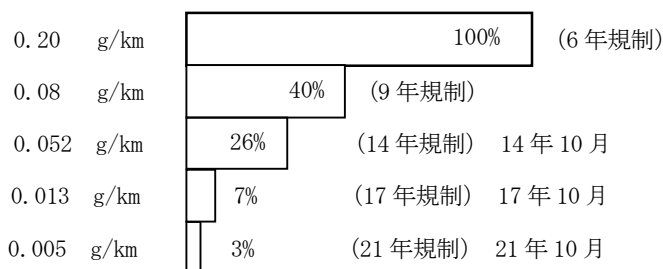 0.20 g/km 100% (6年規制)
0.08 g/km 40% (9年規制)
0.052 g/km 26% (14年規制) 14年10月
0.013 g/km 7% (17年規制) 17年10月
0.005 g/km 3% (21年規制) 21年10月